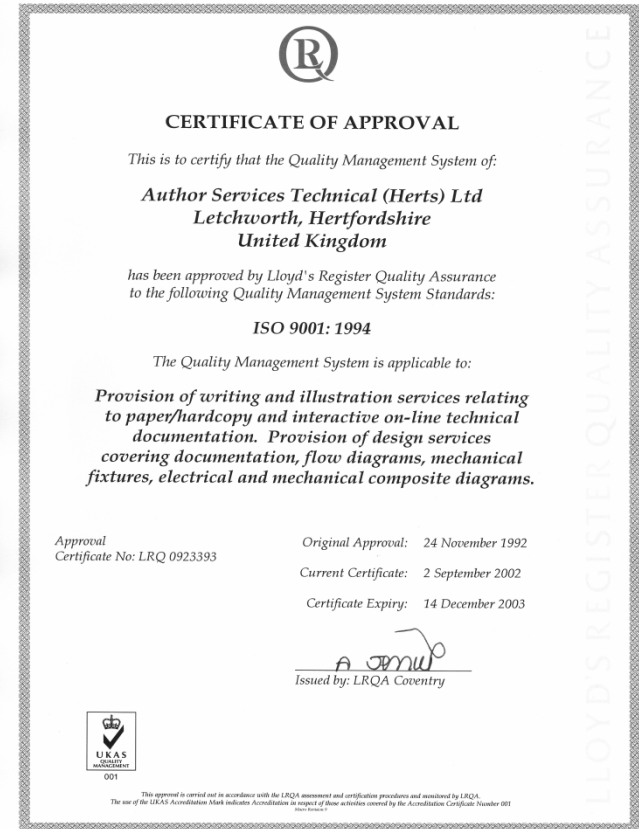 RQ
CERTIFICATE OF APPROVAL
This is to certify that the Quality Management System of:
Author Services Technical (Herts) Ltd
Letchworth, Hertfordshire
United Kingdom
has been approved by Lloyd's Register Quality Assurance
to the following Quality Management System Standards:
ISO 9001: 1994
The Quality Management System is applicable to:
Provision of writing and illustration services relating
to paper/hardcopy and interactive on-line technical
documentation. Provision of design services
covering documentation, flow diagrams, mechanical
fixtures, electrical and mechanical composite diagrams.
Approval
Certificate No: LRQ 0923393
Original Approval: 24 November 1992
Current Certificate: 2 September 2002
Certificate Expiry: 14 December 2003
Issued by: LRQA Coventry
UKAS
QUALITY
MANAGEMENT
001
This approval is carried out in accordance with the LRQA assessment and certification procedures and monitored by LRQA.
The use of the UKAS Accreditation Mark indicates Accreditation in respect of those activities covered by the Accreditation Certificate Number 001
LLOYD'S REGISTER QUALITY ASSURANCE